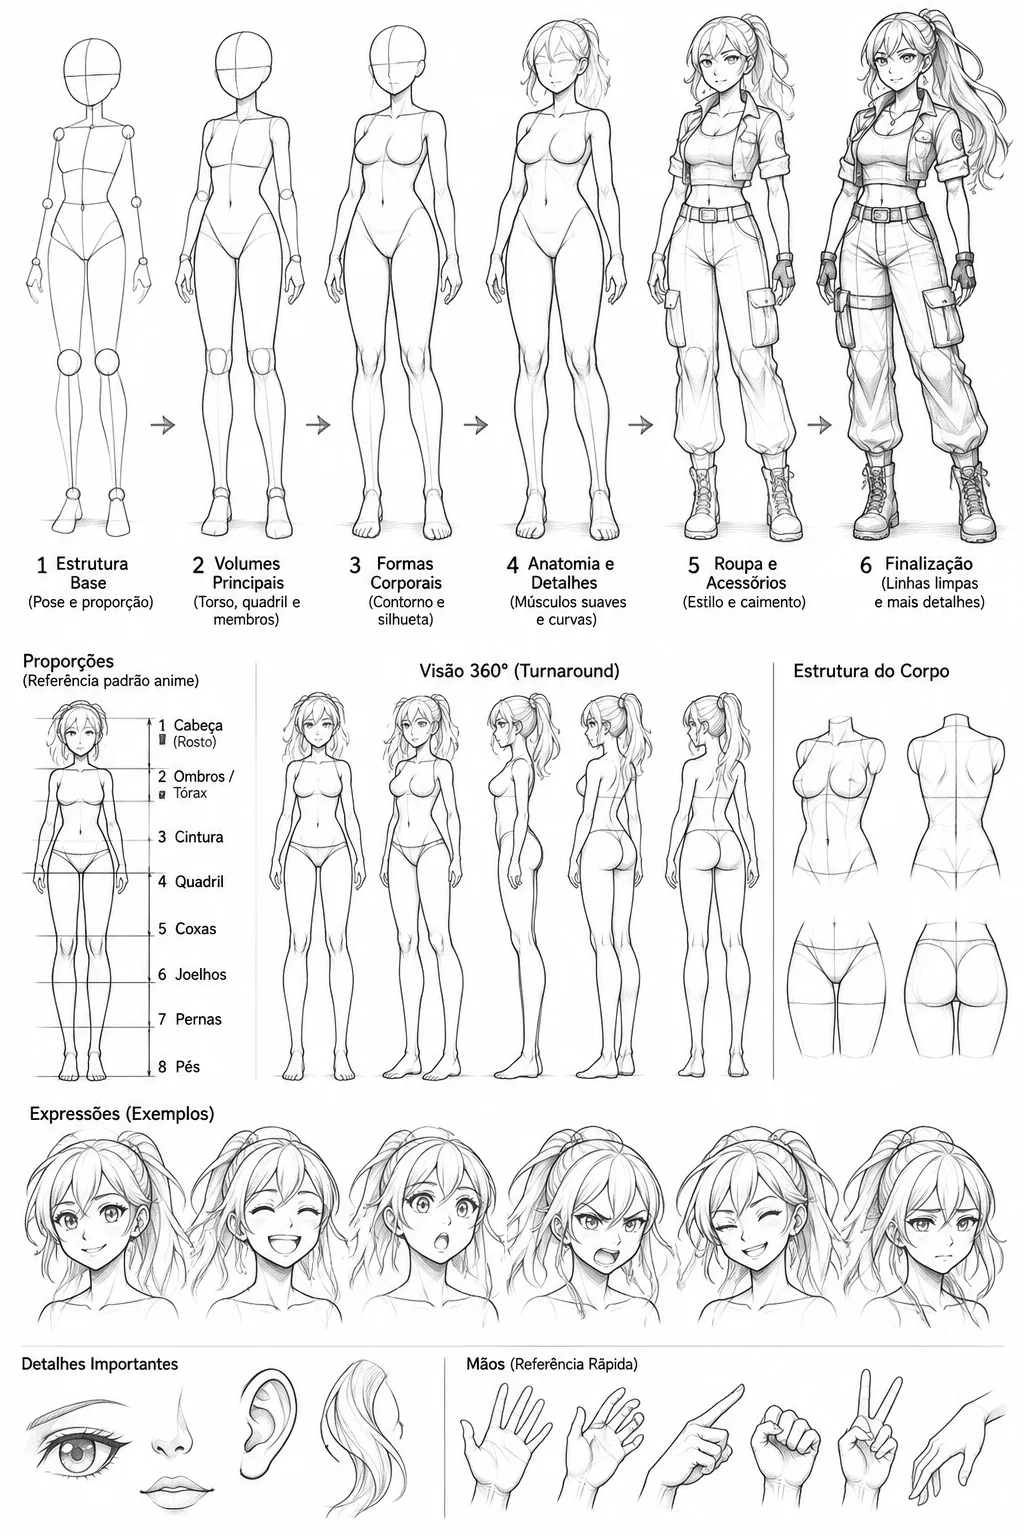 1 Estrutura
Base
(Pose e proporção)
2 Volumes
Principais
(Torso, quadril e
membros)
3 Formas
Corporais
(Contorno e
silhueta)
4 Anatomia e
Detalhes
(Músculos suaves
e curvas)
5 Roupa e
Acessórios
(Estilo e caimento)
6 Finalização
(Linhas limpas
e mais detalhes)
Proporções
(Referência padrão anime)
1 Cabeça
(Rosto)
2 Ombros /
Tórax
3 Cintura
4 Quadril
5 Coxas
6 Joelhos
7 Pernas
8 Pés
Visão 360° (Turnaround)
Estrutura do Corpo
Expressões (Exemplos)
Detalhes Importantes
Mãos (Referência Rãpida)